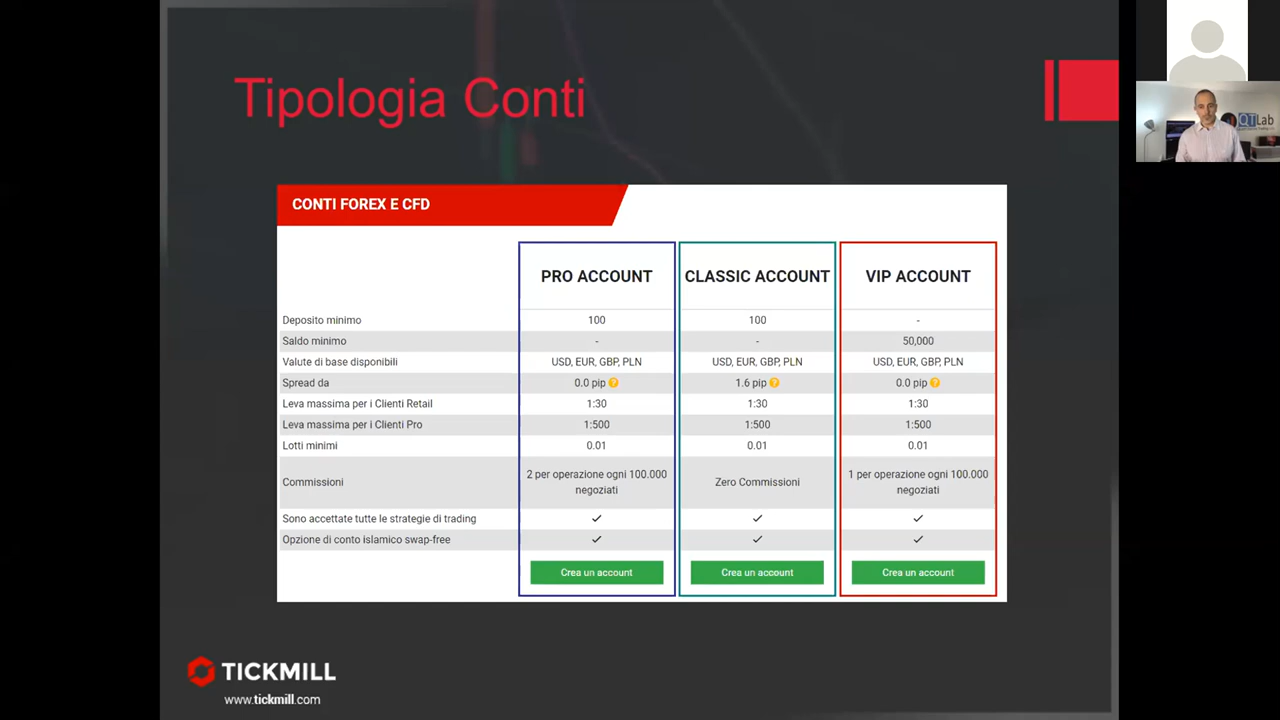 Tipologia Conti
CONTI FOREX E CFD
PRO ACCOUNT CLASSIC ACCOUNT VIP ACCOUNT
Deposito minimo 100 100 -
Saldo minimo - - 50,000
Valute di base disponibili USD, EUR, GBP, PLN USD, EUR, GBP, PLN USD, EUR, GBP, PLN
Spread da 0.0 pip ? 1.6 pip ? 0.0 pip ?
Leva massima per i Clienti Retail 1:30 1:30 1:30
Leva massima per i Clienti Pro 1:500 1:500 1:500
Lotti minimi 0.01 0.01 0.01
Commissioni 2 per operazione ogni 100.000 negoziati Zero Commissioni 1 per operazione ogni 100.000 negoziati
Sono accettate tutte le strategie di trading ✓ ✓ ✓
Opzione di conto islamico swap-free ✓ ✓ ✓
Crea un account Crea un account Crea un account
TICKMILL
www.tickmill.com
QTLab